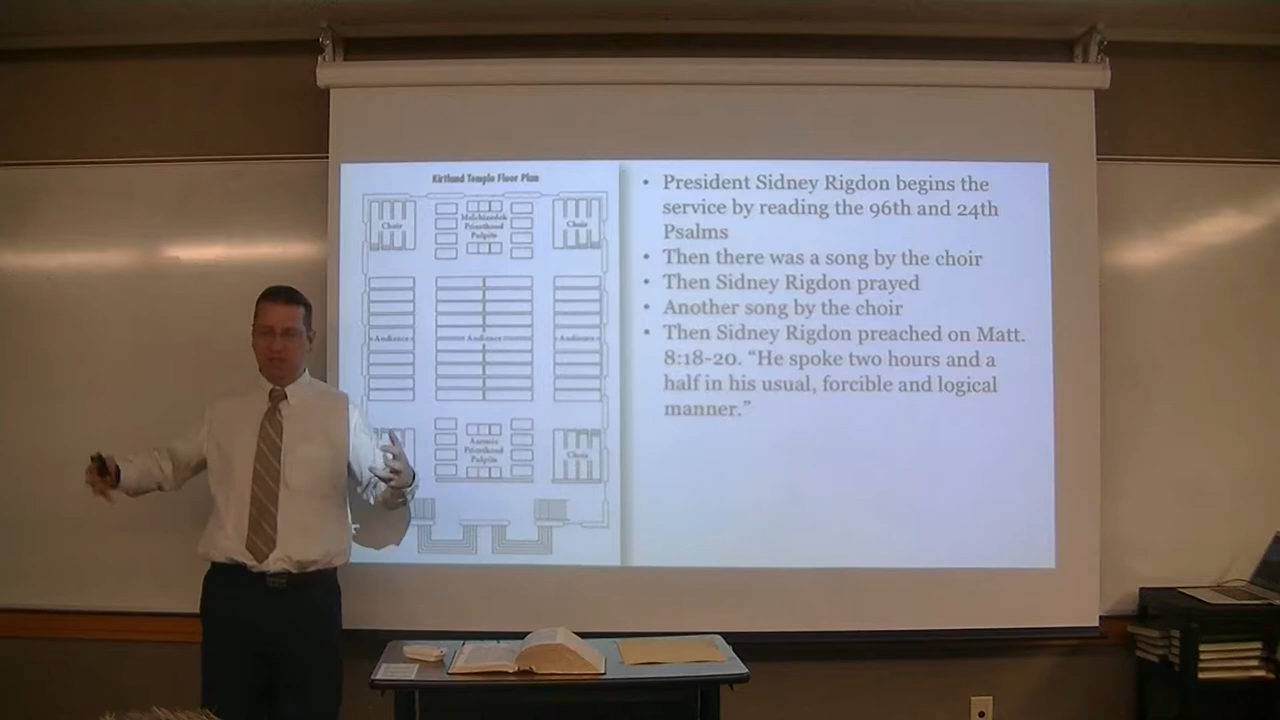 Kirtland Temple Floor Plan
Choir
Melchizedek
Priesthood
Pulpits
Choir
Audience
Audience
Audience
Aaronic
Priesthood
Pulpits
Choir
• President Sidney Rigdon begins the
service by reading the 96th and 24th
Psalms
• Then there was a song by the choir
• Then Sidney Rigdon prayed
• Another song by the choir
• Then Sidney Rigdon preached on Matt.
8:18-20. “He spoke two hours and a
half in his usual, forcible and logical
manner.”